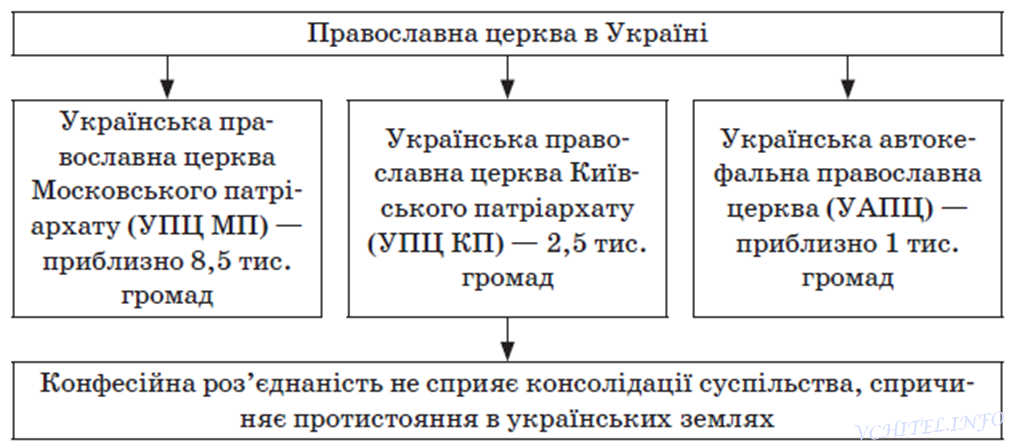 Православна церква в Україні
Українська пра-
вославна церква
Московського патрі-
архату (УПЦ МП) —
приблизно 8,5 тис.
громад
Українська право-
славна церква Київ-
ського патріархату
(УПЦ КП) — 2,5 тис.
громад
Українська автоке-
фальна православна
церква (УАПЦ) —
приблизно 1 тис.
громад
Конфесійна роз’єднаність не сприяє консолідації суспільства, спричи-
няє протистояння в українських землях
VCHITEL.INFO